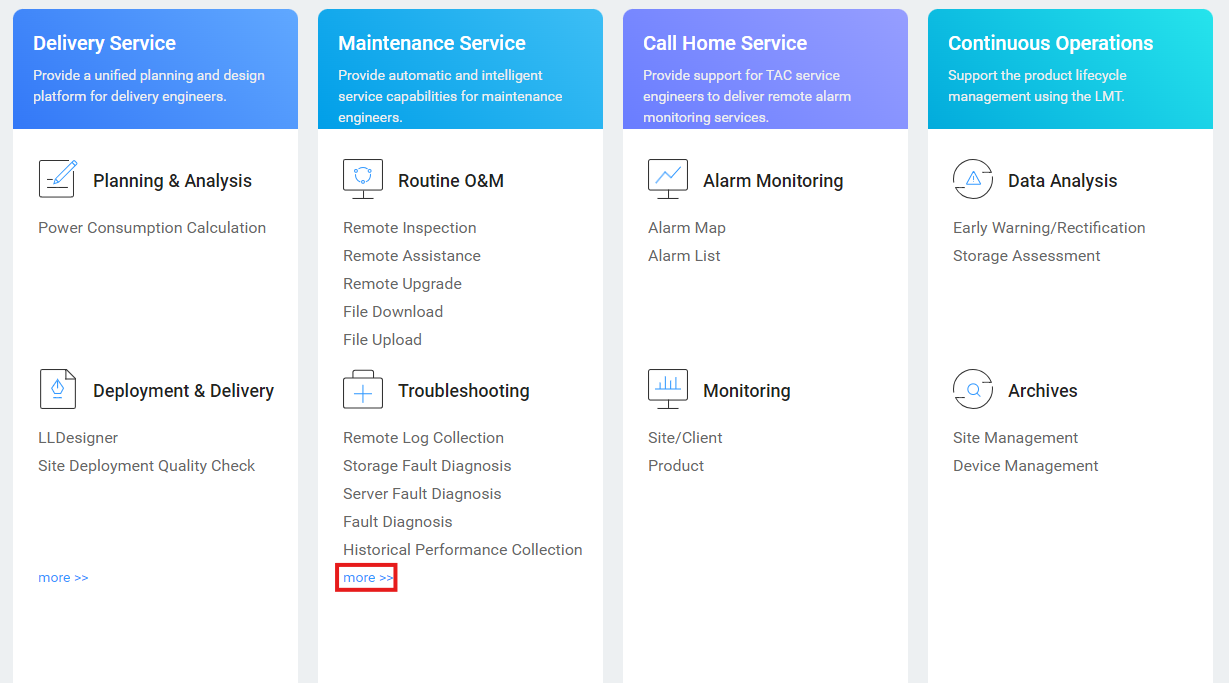 Delivery Service
Provide a unified planning and design
platform for delivery engineers.
Planning & Analysis
Power Consumption Calculation
Deployment & Delivery
LLDesigner
Site Deployment Quality Check
more >>
Maintenance Service
Provide automatic and intelligent
service capabilities for maintenance
engineers.
Routine O&M
Remote Inspection
Remote Assistance
Remote Upgrade
File Download
File Upload
Troubleshooting
Remote Log Collection
Storage Fault Diagnosis
Server Fault Diagnosis
Fault Diagnosis
Historical Performance Collection
more >>
Call Home Service
Provide support for TAC service
engineers to deliver remote alarm
monitoring services.
Alarm Monitoring
Alarm Map
Alarm List
Monitoring
Site/Client
Product
Continuous Operations
Support the product lifecycle
management using the LMT.
Data Analysis
Early Warning/Rectification
Storage Assessment
Archives
Site Management
Device Management